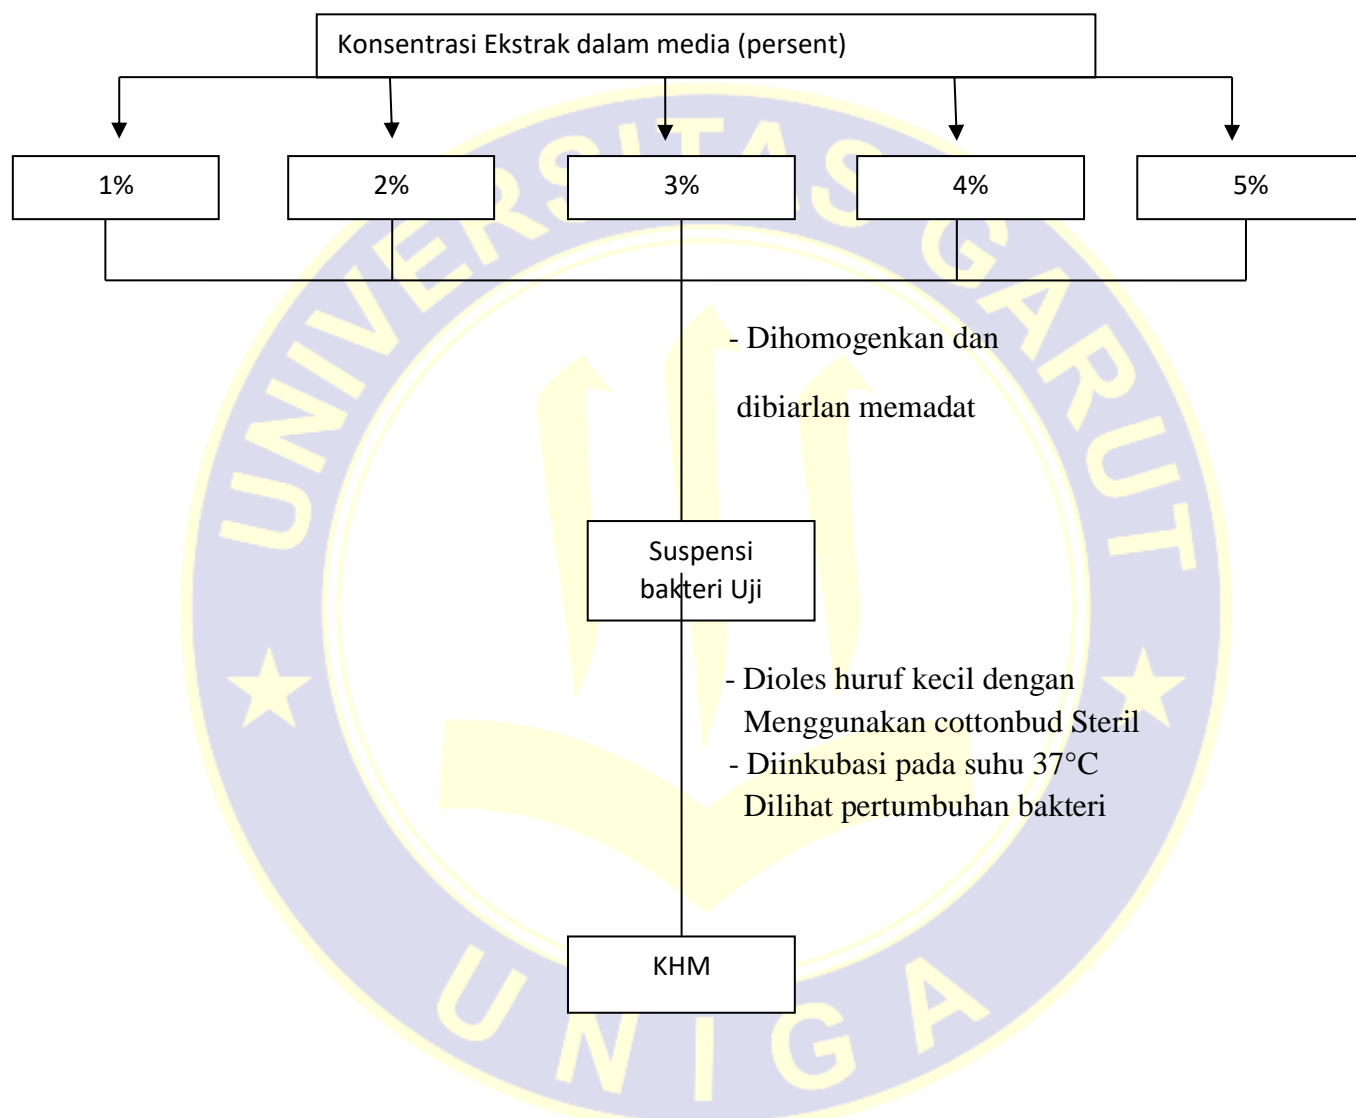 Konsentrasi Ekstrak dalam media (persent)
1%
2%
3%
4%
5%
- Dihomogenkan dan
dibiarlan memadat
Suspensi
bakteri Uji
- Dioles huruf kecil dengan
Menggunakan cottonbud Steril
- Diinkubasi pada suhu 37°C
Dilihat pertumbuhan bakteri
KHM
UNIVERSITAS GARUT
UNIGA